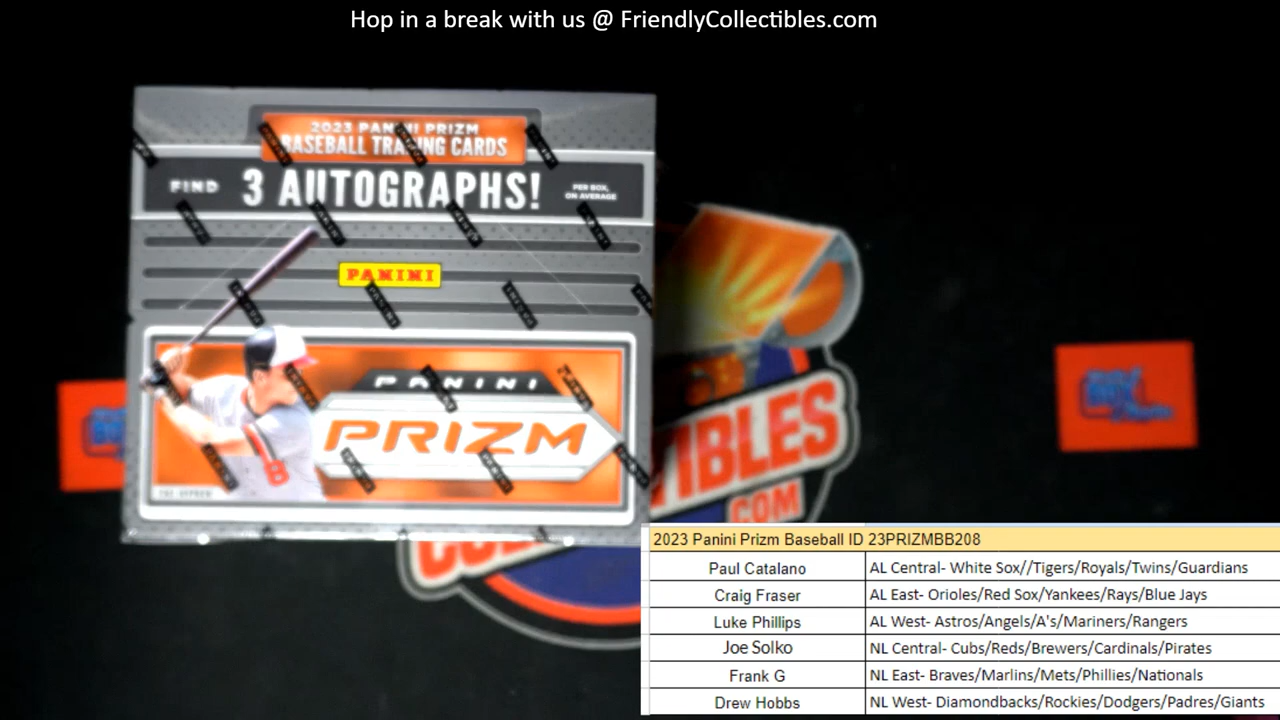 Hop in a break with us @ FriendlyCollectibles.com
2023 PANINI PRIZM
BASEBALL TRADING CARDS
FIND 3 AUTOGRAPHS! PER BOX, ON AVERAGE
PANINI
PANINI
PRIZM
B
IBLES
COM
2023 Panini Prizm Baseball ID 23PRIZMBB208
Paul Catalano AL Central- White Sox//Tigers/Royals/Twins/Guardians
Craig Fraser AL East- Orioles/Red Sox/Yankees/Rays/Blue Jays
Luke Phillips AL West- Astros/Angels/A's/Mariners/Rangers
Joe Solko NL Central- Cubs/Reds/Brewers/Cardinals/Pirates
Frank G NL East- Braves/Marlins/Mets/Phillies/Nationals
Drew Hobbs NL West- Diamondbacks/Rockies/Dodgers/Padres/Giants